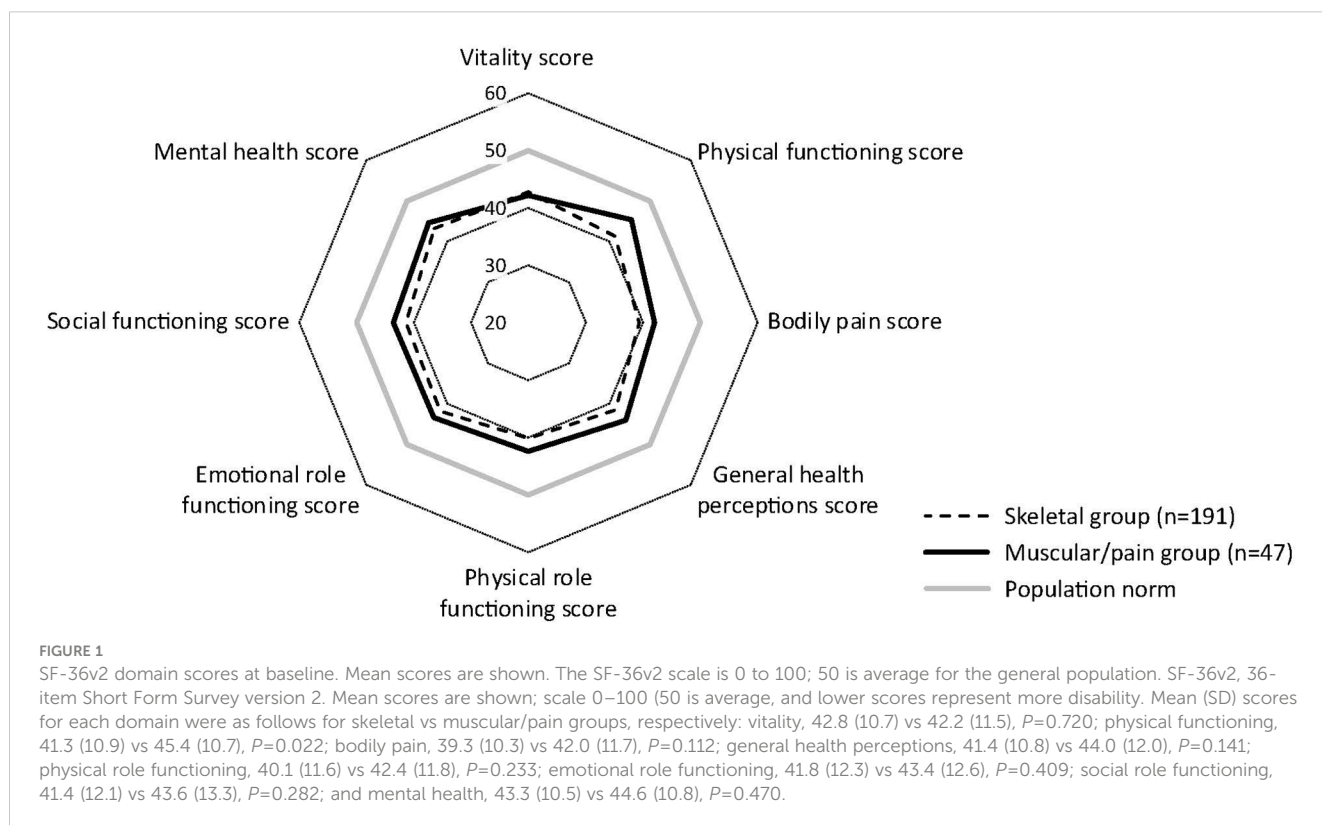 Vitality score
60
Mental health score
50
Physical functioning score
40
30
Social functioning score
20
Bodily pain score
Emotional role
functioning score
General health
perceptions score
Physical role
functioning score
Skeletal group (n=191)
Muscular/pain group (n=47)
Population norm
FIGURE 1
SF-36v2 domain scores at baseline. Mean scores are shown. The SF-36v2 scale is 0 to 100; 50 is average for the general population. SF-36v2, 36-
item Short Form Survey version 2. Mean scores are shown; scale 0–100 (50 is average, and lower scores represent more disability. Mean (SD) scores
for each domain were as follows for skeletal vs muscular/pain groups, respectively: vitality, 42.8 (10.7) vs 42.2 (11.5), P=0.720; physical functioning,
41.3 (10.9) vs 45.4 (10.7), P=0.022; bodily pain, 39.3 (10.3) vs 42.0 (11.7), P=0.112; general health perceptions, 41.4 (10.8) vs 44.0 (12.0), P=0.141;
physical role functioning, 40.1 (11.6) vs 42.4 (11.8), P=0.233; emotional role functioning, 41.8 (12.3) vs 43.4 (12.6), P=0.409; social role functioning,
41.4 (12.1) vs 43.6 (13.3), P=0.282; and mental health, 43.3 (10.5) vs 44.6 (10.8), P=0.470.